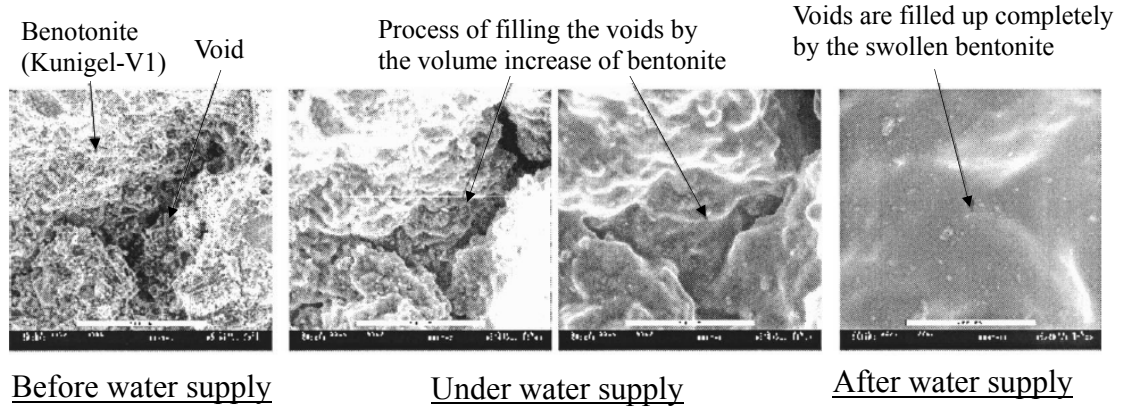 Benotonite
(Kunigel-V1)
Void
Process of filling the voids by
the volume increase of bentonite
Voids are filled up completely
by the swollen bentonite
Before water supply
Under water supply
After water supply